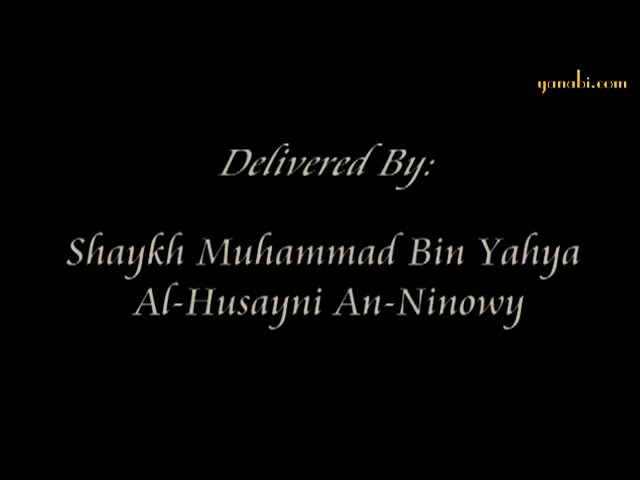 yanabi.com
Delivered By:
Shaykh Muhammad Bin Yahya
Al-Husayni An-Ninowy